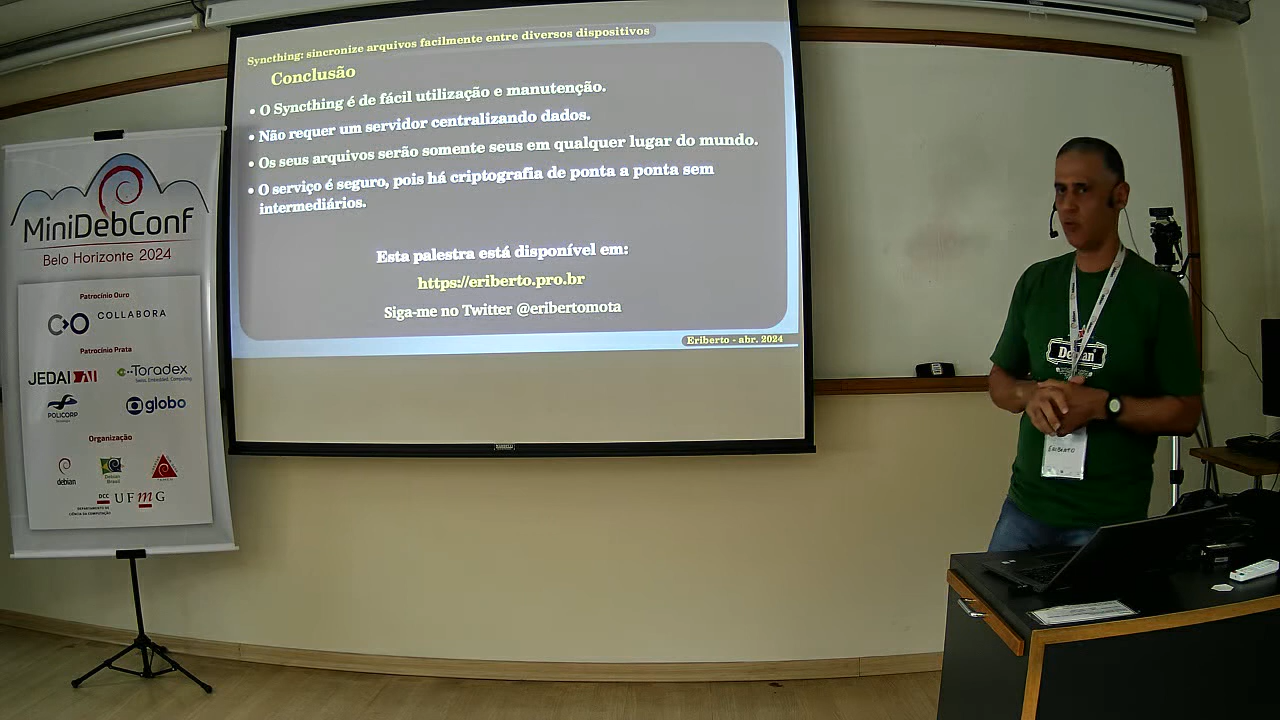 MiniDebConf
Belo Horizonte 2024
Patrocínio Ouro
COLLABORA
Patrocínio Prata
JEDAI
Toradex
POLICORP
globo
Organização
debian
Debian
Brasil
DCC
UFMG
DEPARTAMENTO DE
CIÊNCIA DA COMPUTAÇÃO
Syncthing: sincronize arquivos facilmente entre diversos dispositivos
Conclusão
• O Syncthing é de fácil utilização e manutenção.
• Não requer um servidor centralizando dados.
• Os seus arquivos serão somente seus em qualquer lugar do mundo.
• O serviço é seguro, pois há criptografia de ponta a ponta sem
intermediários.
Esta palestra está disponível em:
https://eriberto.pro.br
Siga-me no Twitter @eribertomota
Eriberto - abr. 2024
Debian
ERIBERTO